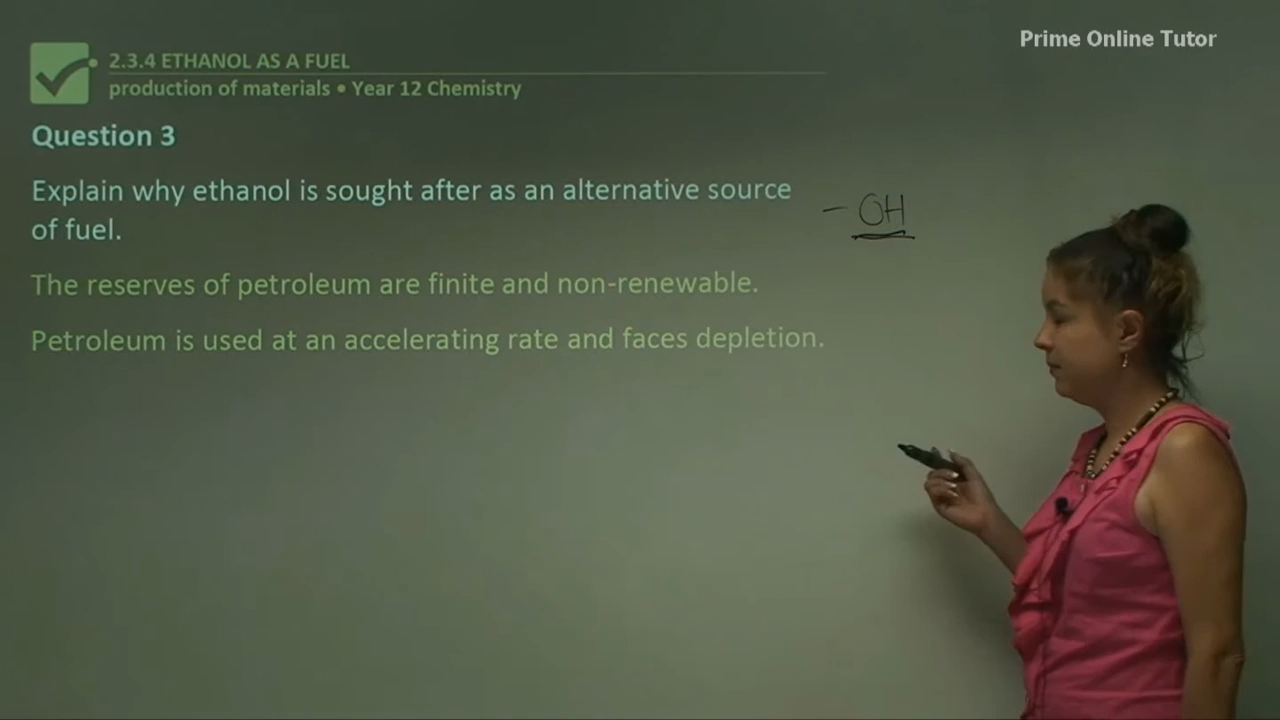 Prime Online Tutor
2.3.4 ETHANOL AS A FUEL
production of materials • Year 12 Chemistry
Question 3
Explain why ethanol is sought after as an alternative source
of fuel.
- OH
The reserves of petroleum are finite and non-renewable.
Petroleum is used at an accelerating rate and faces depletion.